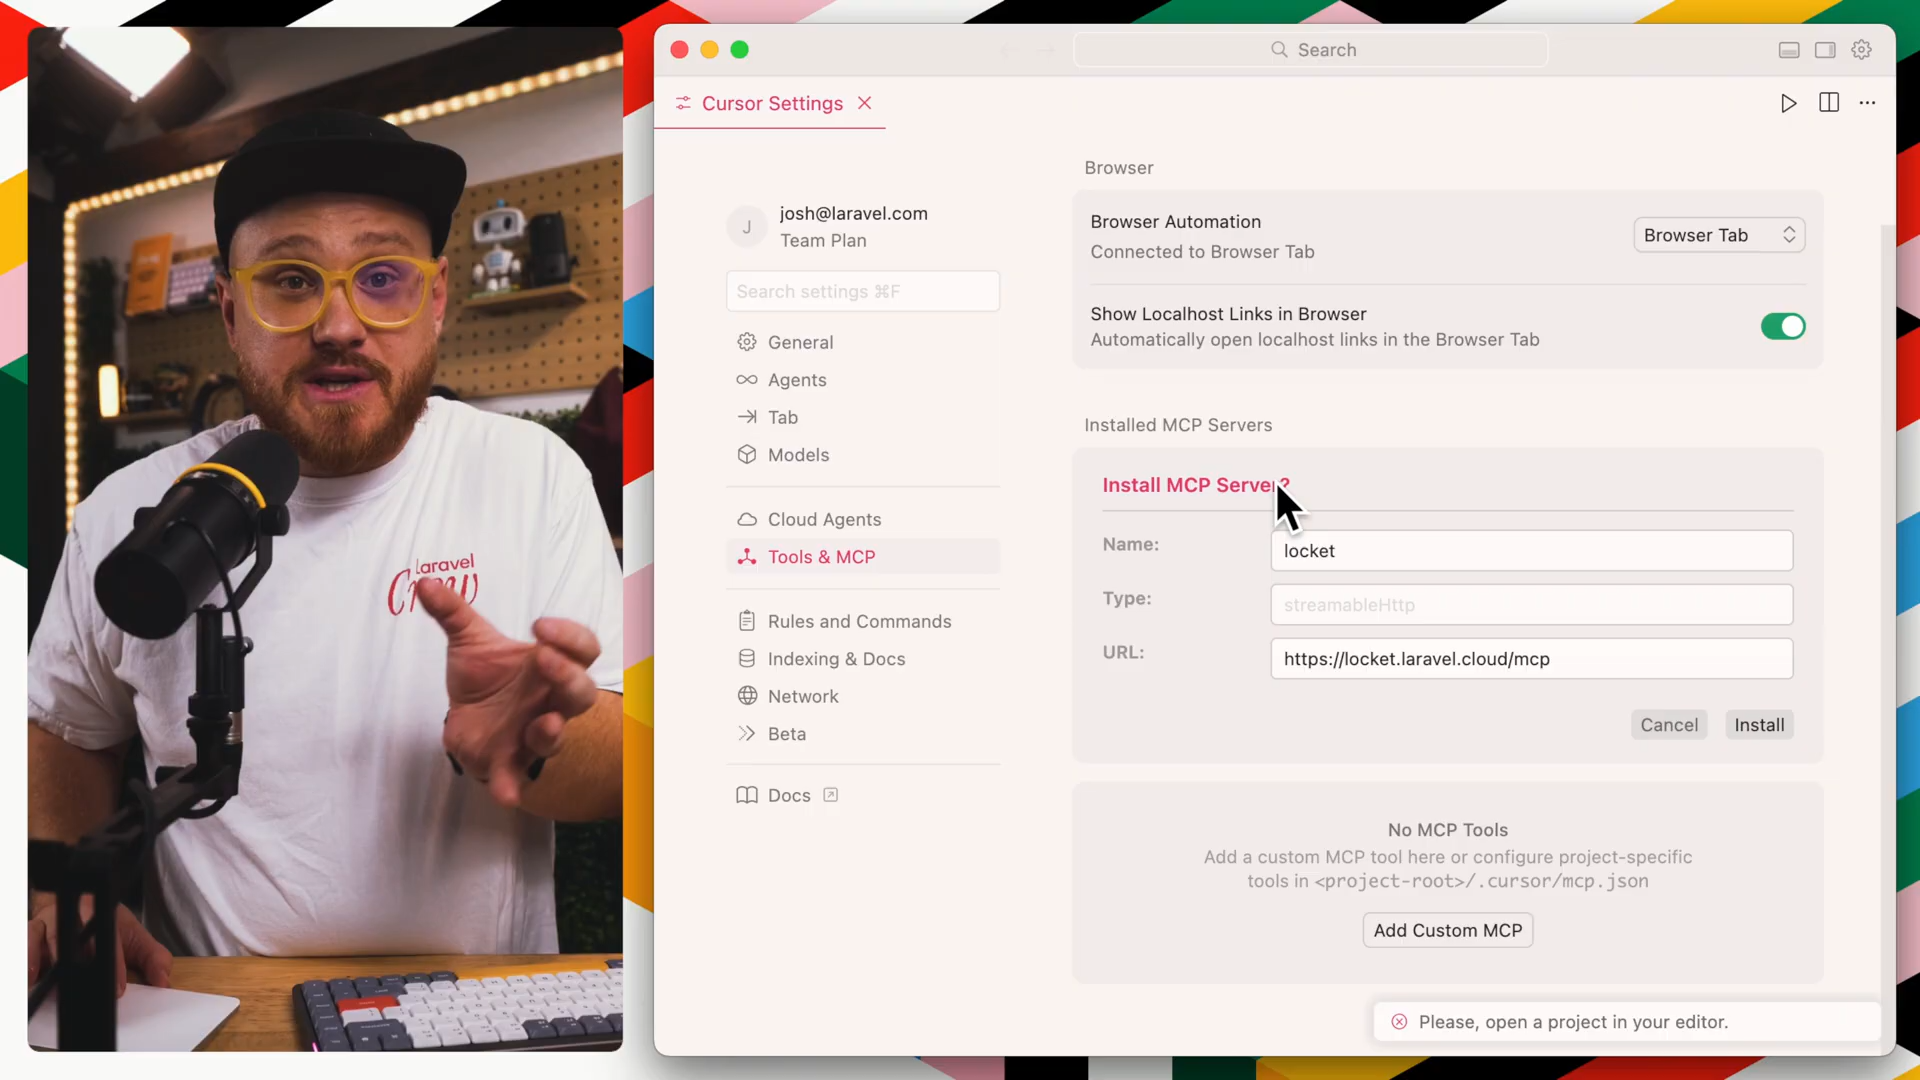 laravel
Crew
Search
Cursor Settings
J
josh@laravel.com
Team Plan
Search settings ⌘F
General
Agents
Tab
Models
Cloud Agents
Tools & MCP
Rules and Commands
Indexing & Docs
Network
Beta
Docs
Browser
Browser Automation
Connected to Browser Tab
Browser Tab
Show Localhost Links in Browser
Automatically open localhost links in the Browser Tab
Installed MCP Servers
Install MCP Server?
Name:
locket
Type:
streamableHttp
URL:
https://locket.laravel.cloud/mcp
Cancel
Install
No MCP Tools
Add a custom MCP tool here or configure project-specific
tools in <project-root>/.cursor/mcp.json
Add Custom MCP
Please, open a project in your editor.